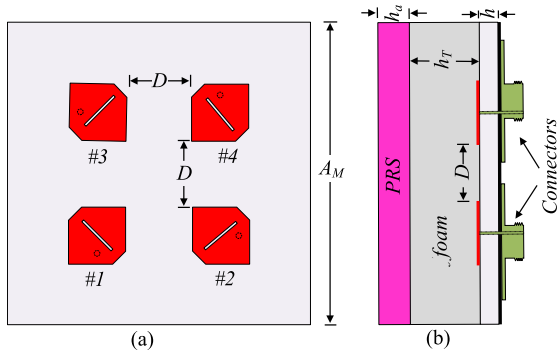 D
#3
#4
D
A_M
#1
#2
(a)
h_a
h
h_T
D
PRS
foam
Connectors
(b)